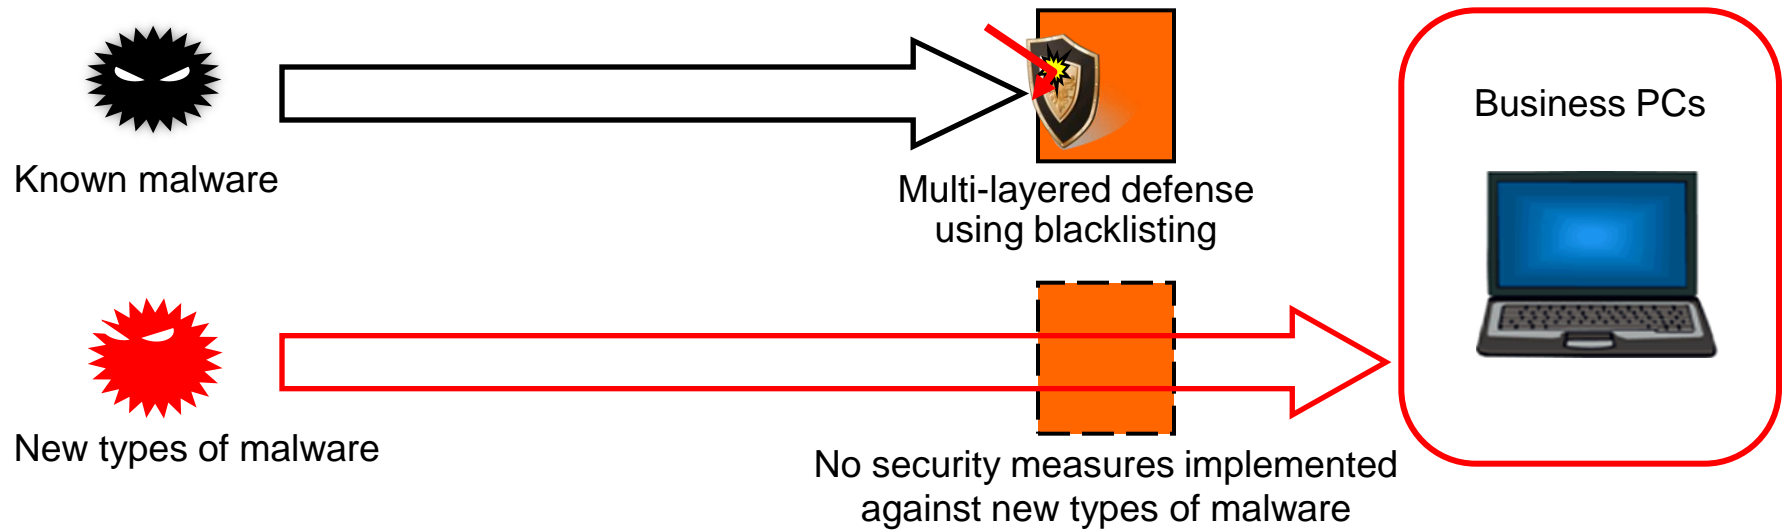 Business PCs
Known malware
Multi-layered defense
using blacklisting
New types of malware
No security measures implemented
against new types of malware